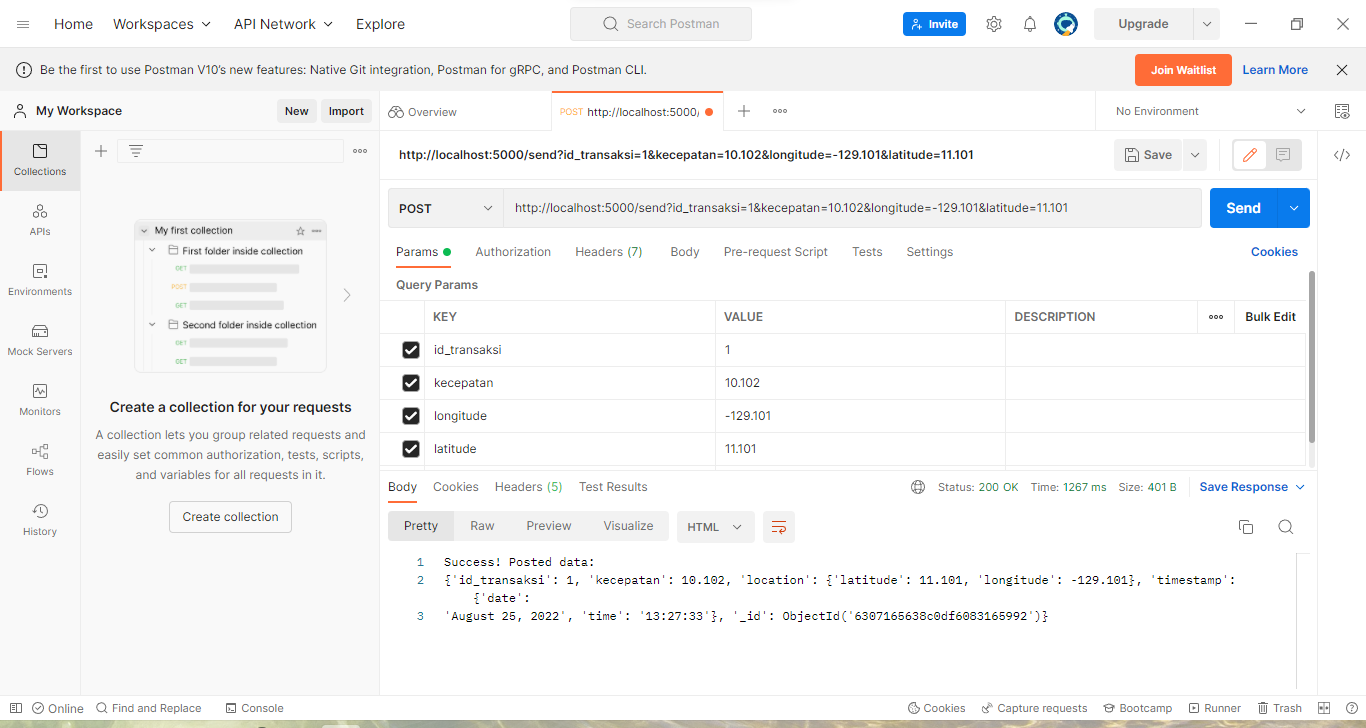 Home Workspaces API Network Explore Search Postman Invite Upgrade
Be the first to use Postman V10's new features: Native Git integration, Postman for gRPC, and Postman CLI. Join Waitlist Learn More
My Workspace New Import Overview POST http://localhost:5000/ No Environment
Collections
APIs
Environments
Mock Servers
Monitors
Flows
History
My first collection
First folder inside collection
GET
POST
GET
Second folder inside collection
GET
GET
Create a collection for your requests
A collection lets you group related requests and
easily set common authorization, tests, scripts,
and variables for all requests in it.
Create collection
http://localhost:5000/send?id_transaksi=1&kecepatan=10.102&longitude=-129.101&latitude=11.101 Save
POST http://localhost:5000/send?id_transaksi=1&kecepatan=10.102&longitude=-129.101&latitude=11.101 Send
Params Authorization Headers (7) Body Pre-request Script Tests Settings Cookies
Query Params
KEY VALUE DESCRIPTION Bulk Edit
id_transaksi 1
kecepatan 10.102
longitude -129.101
latitude 11.101
Body Cookies Headers (5) Test Results Status: 200 OK Time: 1267 ms Size: 401 B Save Response
Pretty Raw Preview Visualize HTML
1 Success! Posted data:
2 {'id_transaksi': 1, 'kecepatan': 10.102, 'location': {'latitude': 11.101, 'longitude': -129.101}, 'timestamp':
{'date':
3 'August 25, 2022', 'time': '13:27:33'}, '_id': ObjectId('6307165638c0df6083165992')}
Online Find and Replace Console Cookies Capture requests Bootcamp Runner Trash